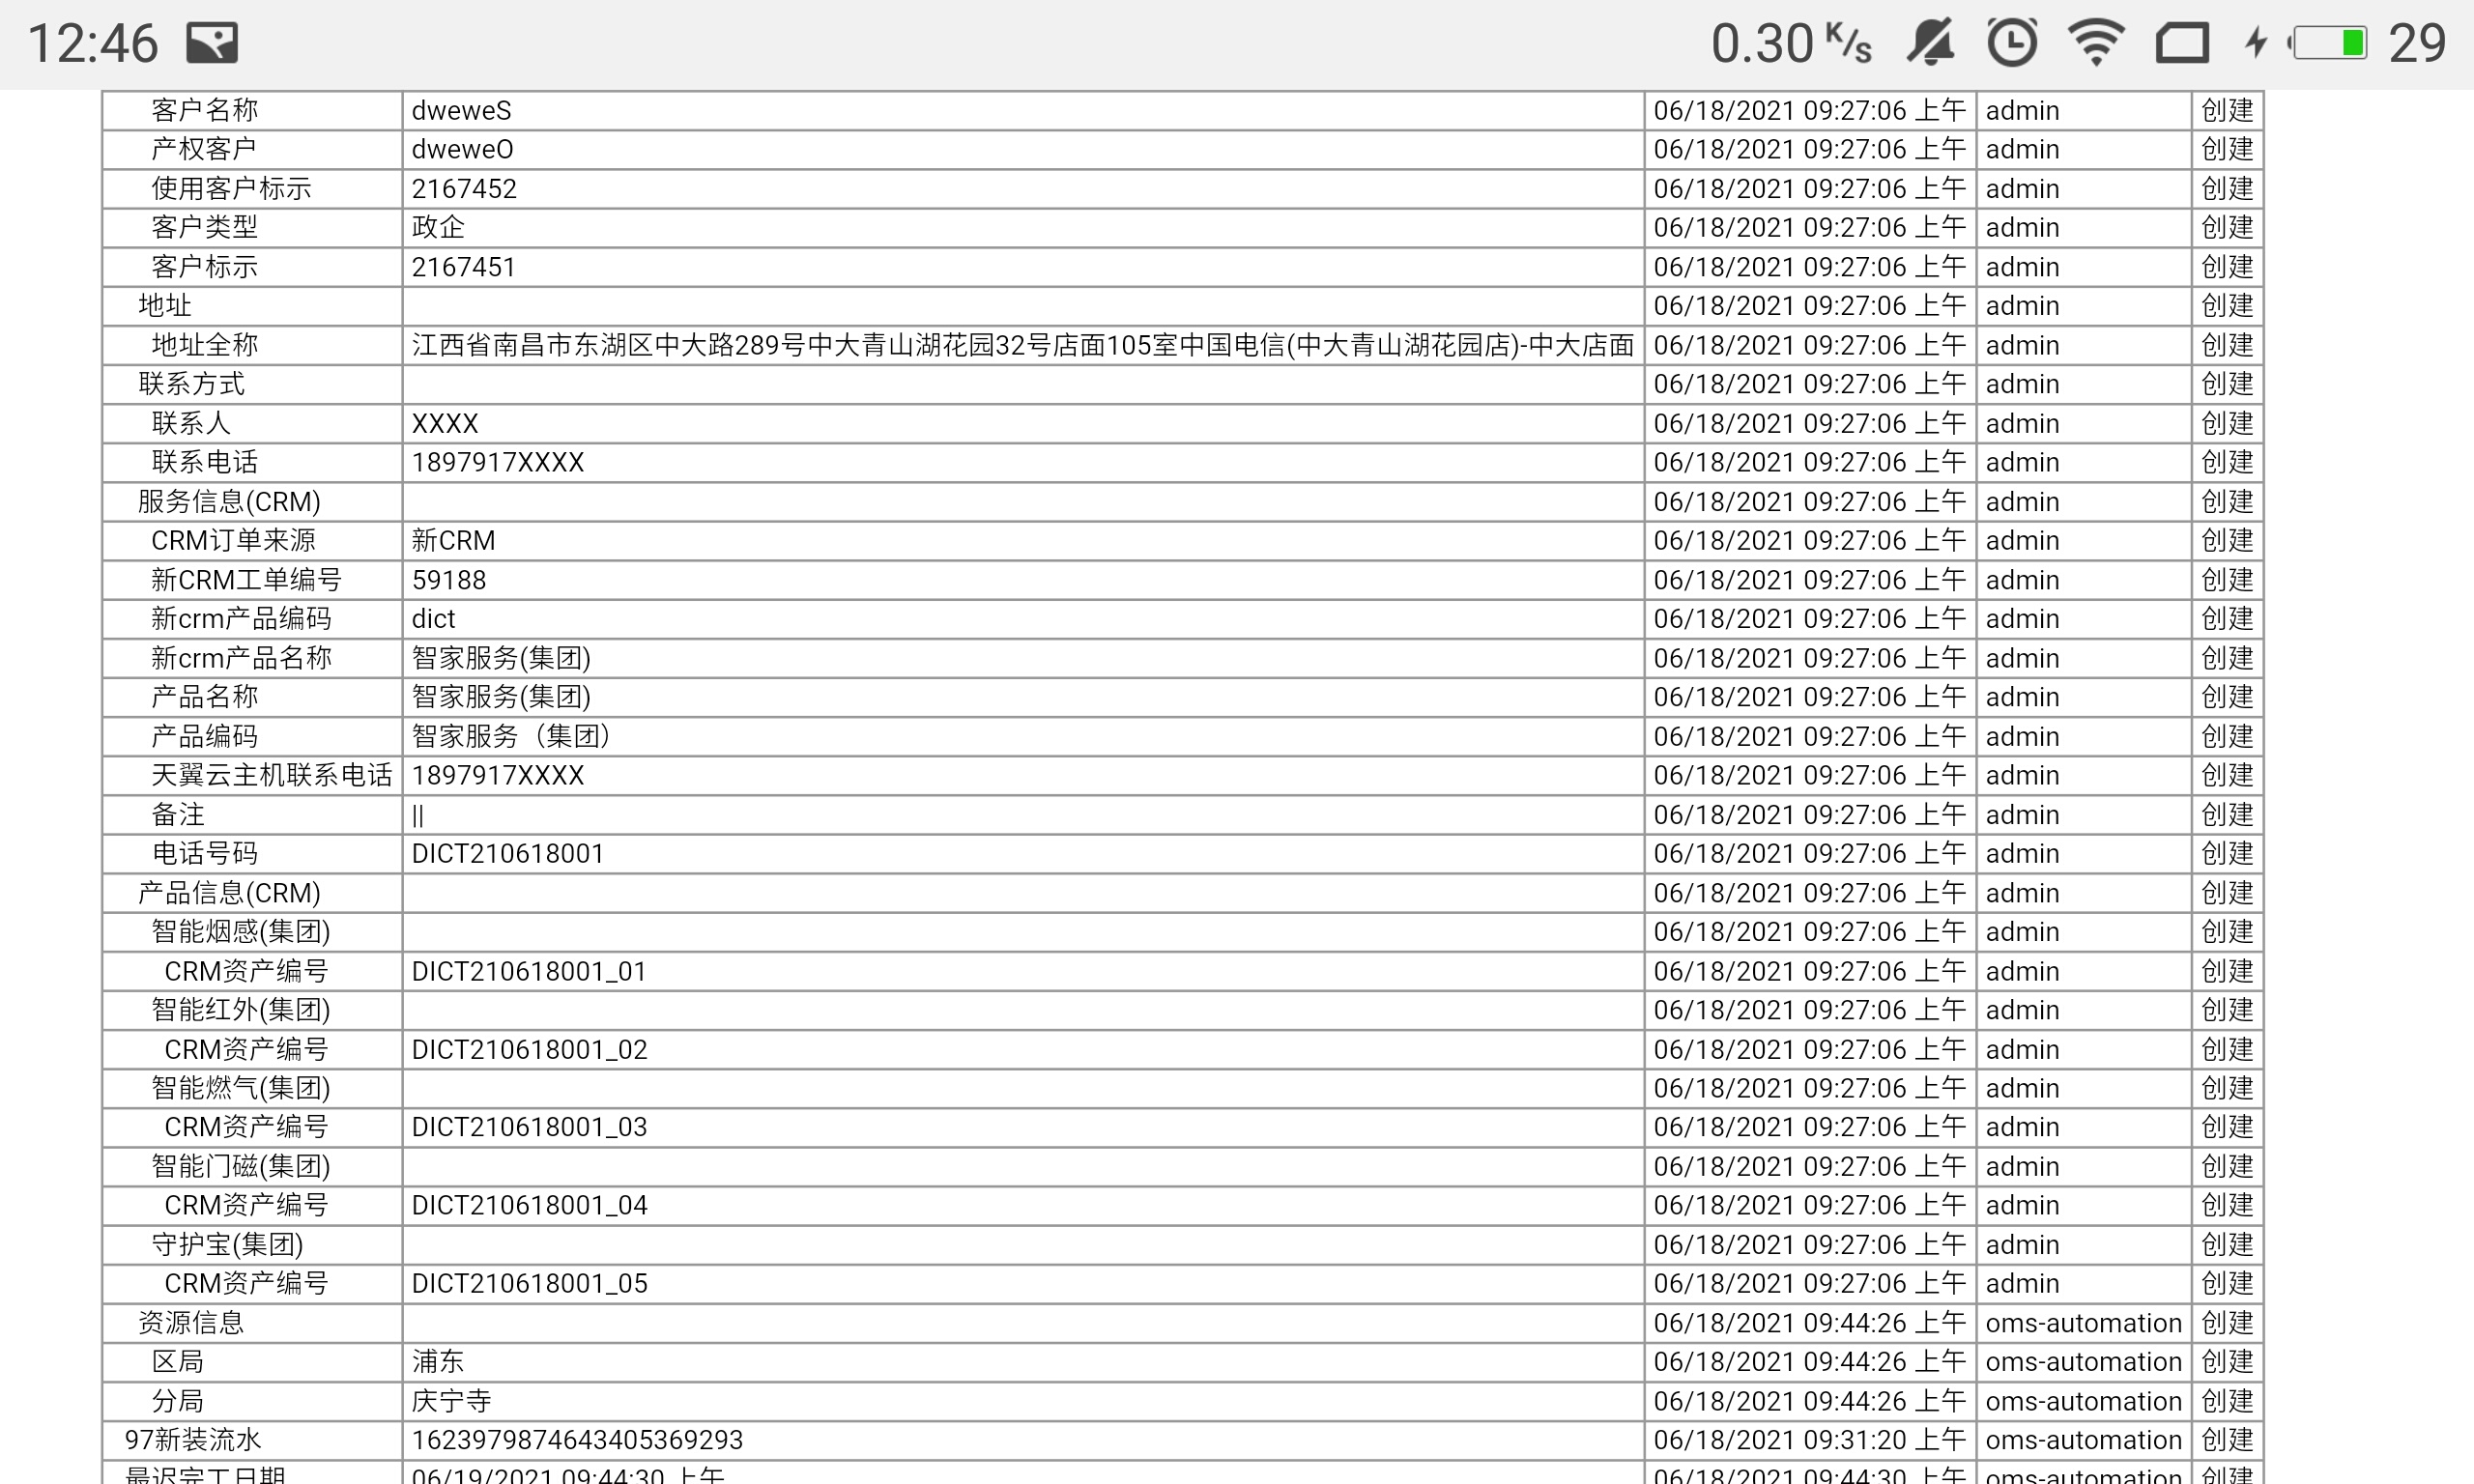 12:46 0.30 K/s 29
客户名称 dweweS 06/18/2021 09:27:06 上午 admin 创建
产权客户 dweweO 06/18/2021 09:27:06 上午 admin 创建
使用客户标示 2167452 06/18/2021 09:27:06 上午 admin 创建
客户类型 政企 06/18/2021 09:27:06 上午 admin 创建
客户标示 2167451 06/18/2021 09:27:06 上午 admin 创建
地址 06/18/2021 09:27:06 上午 admin 创建
地址全称 江西省南昌市东湖区中大路289号中大青山湖花园32号店面105室中国电信(中大青山湖花园店)-中大店面 06/18/2021 09:27:06 上午 admin 创建
联系方式 06/18/2021 09:27:06 上午 admin 创建
联系人 XXXX 06/18/2021 09:27:06 上午 admin 创建
联系电话 1897917XXXX 06/18/2021 09:27:06 上午 admin 创建
服务信息(CRM) 06/18/2021 09:27:06 上午 admin 创建
CRM订单来源 新CRM 06/18/2021 09:27:06 上午 admin 创建
新CRM工单编号 59188 06/18/2021 09:27:06 上午 admin 创建
新crm产品编码 dict 06/18/2021 09:27:06 上午 admin 创建
新crm产品名称 智家服务(集团) 06/18/2021 09:27:06 上午 admin 创建
产品名称 智家服务(集团) 06/18/2021 09:27:06 上午 admin 创建
产品编码 智家服务（集团） 06/18/2021 09:27:06 上午 admin 创建
天翼云主机联系电话 1897917XXXX 06/18/2021 09:27:06 上午 admin 创建
备注 || 06/18/2021 09:27:06 上午 admin 创建
电话号码 DICT210618001 06/18/2021 09:27:06 上午 admin 创建
产品信息(CRM) 06/18/2021 09:27:06 上午 admin 创建
智能烟感(集团) 06/18/2021 09:27:06 上午 admin 创建
CRM资产编号 DICT210618001_01 06/18/2021 09:27:06 上午 admin 创建
智能红外(集团) 06/18/2021 09:27:06 上午 admin 创建
CRM资产编号 DICT210618001_02 06/18/2021 09:27:06 上午 admin 创建
智能燃气(集团) 06/18/2021 09:27:06 上午 admin 创建
CRM资产编号 DICT210618001_03 06/18/2021 09:27:06 上午 admin 创建
智能门磁(集团) 06/18/2021 09:27:06 上午 admin 创建
CRM资产编号 DICT210618001_04 06/18/2021 09:27:06 上午 admin 创建
守护宝(集团) 06/18/2021 09:27:06 上午 admin 创建
CRM资产编号 DICT210618001_05 06/18/2021 09:27:06 上午 admin 创建
资源信息 06/18/2021 09:44:26 上午 oms-automation 创建
区局 浦东 06/18/2021 09:44:26 上午 oms-automation 创建
分局 庆宁寺 06/18/2021 09:44:26 上午 oms-automation 创建
97新装流水 1623979874643405369293 06/18/2021 09:31:20 上午 oms-automation 创建
最迟完工日期 06/19/2021 09:44:30 上午 06/18/2021 09:44:30 上午 oms-automation 创建